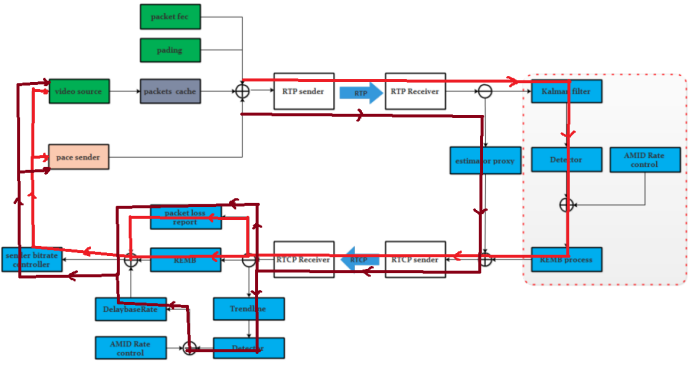 packet fec
pading
video source
packets cache
RTP sender
RTP
RTP Receiver
Kalman filter
pace sender
estimator proxy
Detector
AMID Rate
control
packet loss
report
sender bitrate
controller
REMB
RTCP Receiver
RTCP
RTCP sender
REMB process
DelaybaseRate
Trendline
AMID Rate
control
Detector